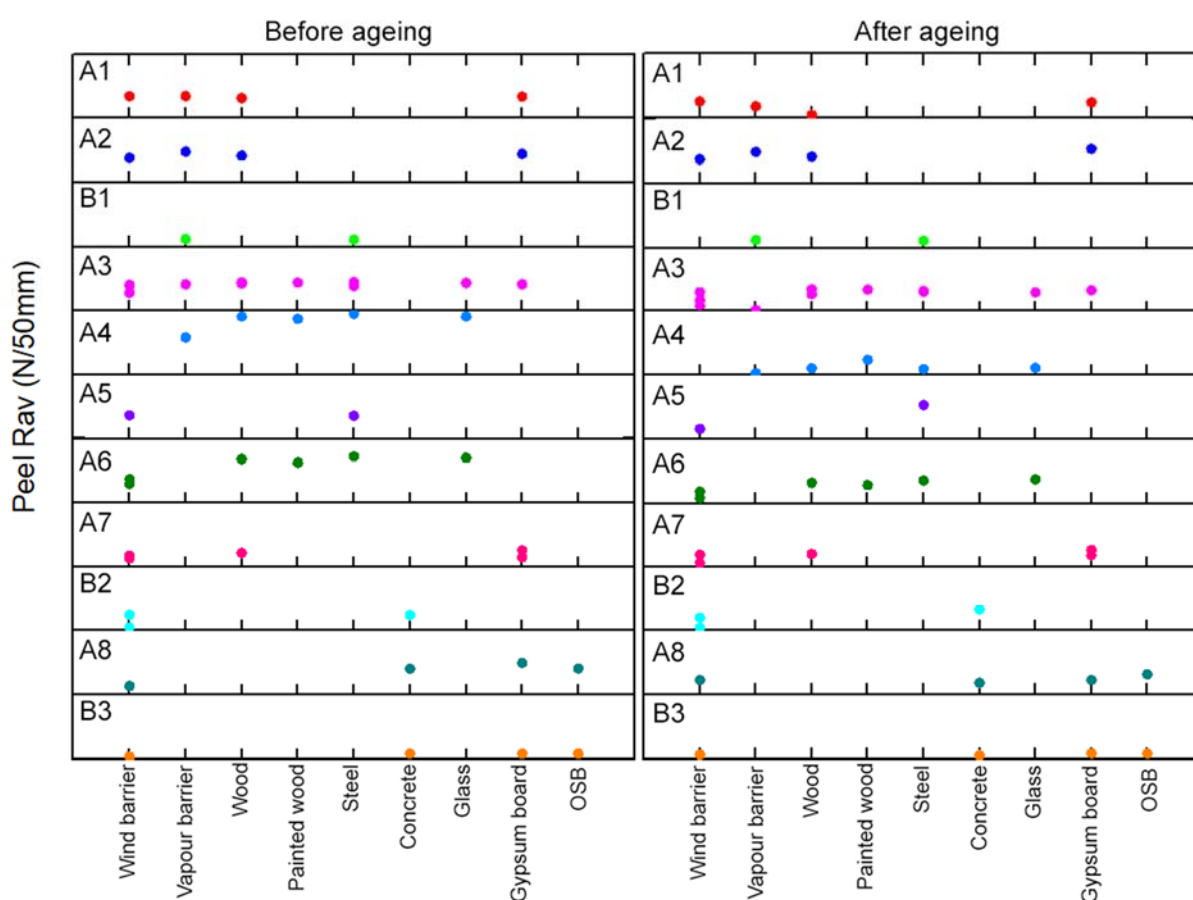 Before ageing
After ageing
Peel Rav (N/50mm)
A1
A2
B1
A3
A4
A5
A6
A7
B2
A8
B3
A1
A2
B1
A3
A4
A5
A6
A7
B2
A8
B3
Wind barrier
Vapour barrier
Wood
Painted wood
Steel
Concrete
Glass
Gypsum board
OSB
Wind barrier
Vapour barrier
Wood
Painted wood
Steel
Concrete
Glass
Gypsum board
OSB